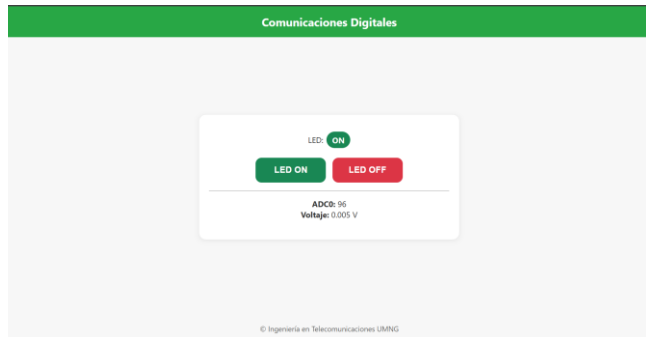 Comunicaciones Digitales
LED: ON
LED ON LED OFF
ADC0: 96
Voltaje: 0.005 V
© Ingeniería en Telecomunicaciones UMNG